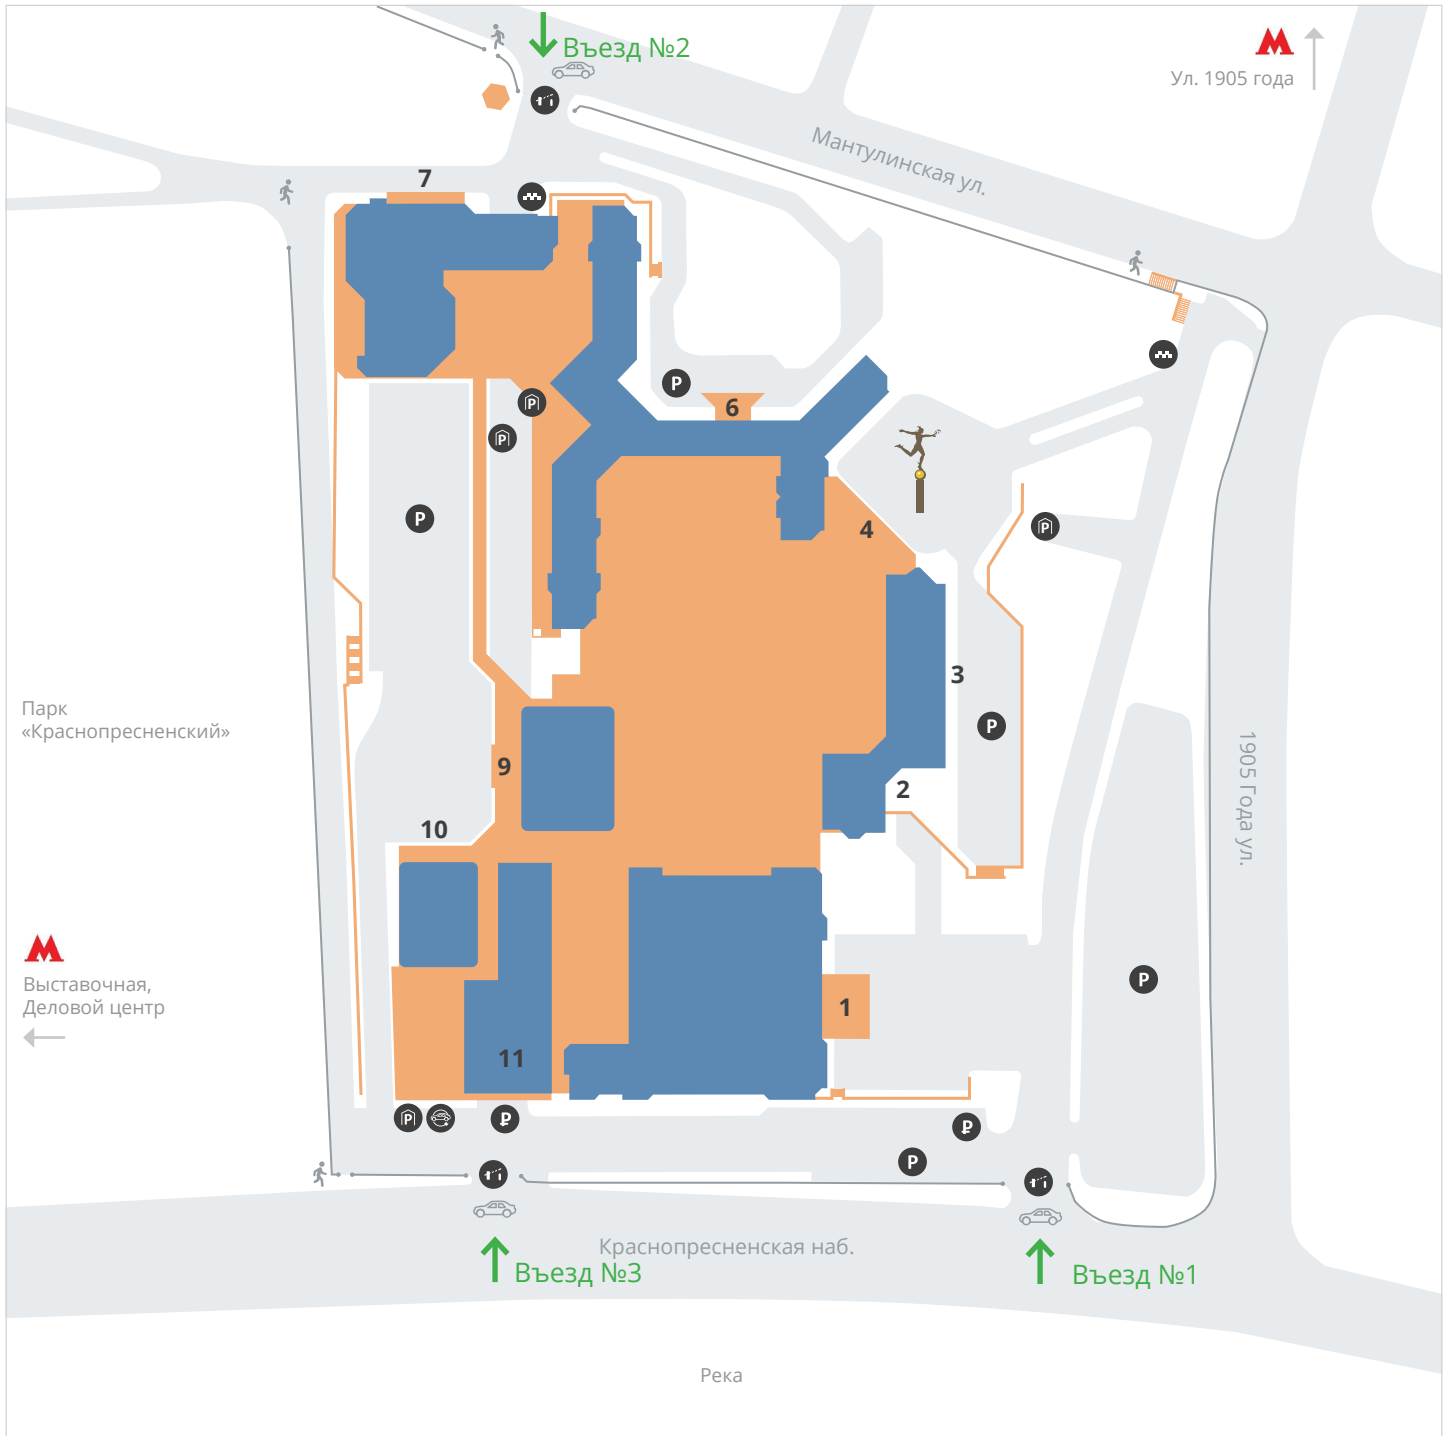 Въезд №2
Ул. 1905 года
Мантулинская ул.
7
P
6
P
P
P
4
P
3
P
Парк
«Краснопресненский»
1905 Года ул.
9
2
10
Выставочная,
Деловой центр
P
1
11
P
₽
₽
P
Краснопресненская наб.
Въезд №3
Въезд №1
Река